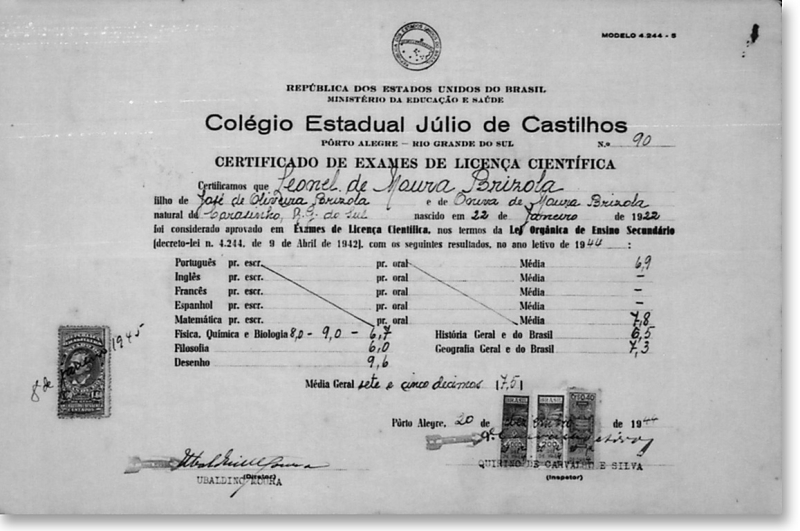 MODELO 4.244 - S
REPÚBLICA DOS ESTADOS UNIDOS DO BRASIL
MINISTÉRIO DA EDUCAÇÃO E SAÚDE
Colégio Estadual Júlio de Castilhos
PÔRTO ALEGRE — RIO GRANDE DO SUL N.º 90
CERTIFICADO DE EXAMES DE LICENÇA CIENTÍFICA
Certificamos que Leonel de Moura Brizola
filho de José de Oliveira Brizola e de Oniva de Moura Brizola
natural de Carasinho, R.G. do Sul nascido em 22 de Janeiro de 1922
foi considerado aprovado em Exames de Licença Científica, nos termos da Lei Orgânica de Ensino Secundário
(decreto-lei n. 4.244, de 9 de Abril de 1942), com os seguintes resultados, no ano letivo de 1944 :
Português pr. escr. pr. oral Média 6,9
Inglês pr. escr. pr. oral Média –
Francês pr. escr. pr. oral Média –
Espanhol pr. escr. pr. oral Média –
Matemática pr. escr. pr. oral Média 7,8
Física, Química e Biologia 8,0 - 9,0 - 6,7 História Geral e do Brasil 6,5
Filosofia 6,0 Geografia Geral e do Brasil 7,3
Desenho 9,6
Média Geral sete e cinco décimos (7,5)
8 de 1945
Pôrto Alegre, 20 de de 1944
BRASIL BRASIL
(Diretor)
UBALDINO MOURA
QUIRINO DE CARVALHO E SILVA
(Inspetor)